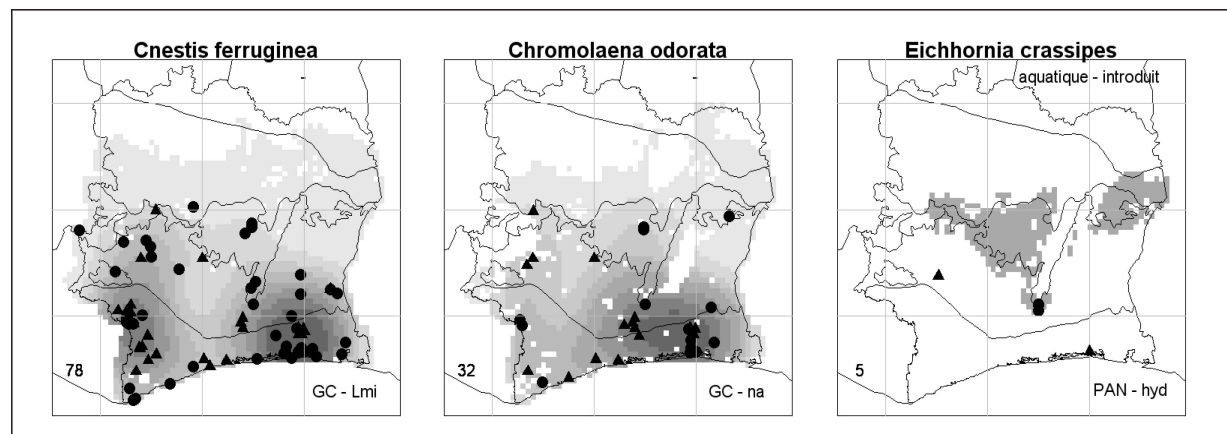 Cnestis ferruginea
78
GC - Lmi
Chromolaena odorata
32
GC - na
Eichhornia crassipes
aquatique - introduit
5
PAN - hyd